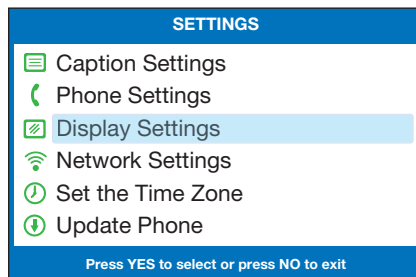 SETTINGS
Caption Settings
Phone Settings
Display Settings
Network Settings
Set the Time Zone
Update Phone
Press YES to select or press NO to exit